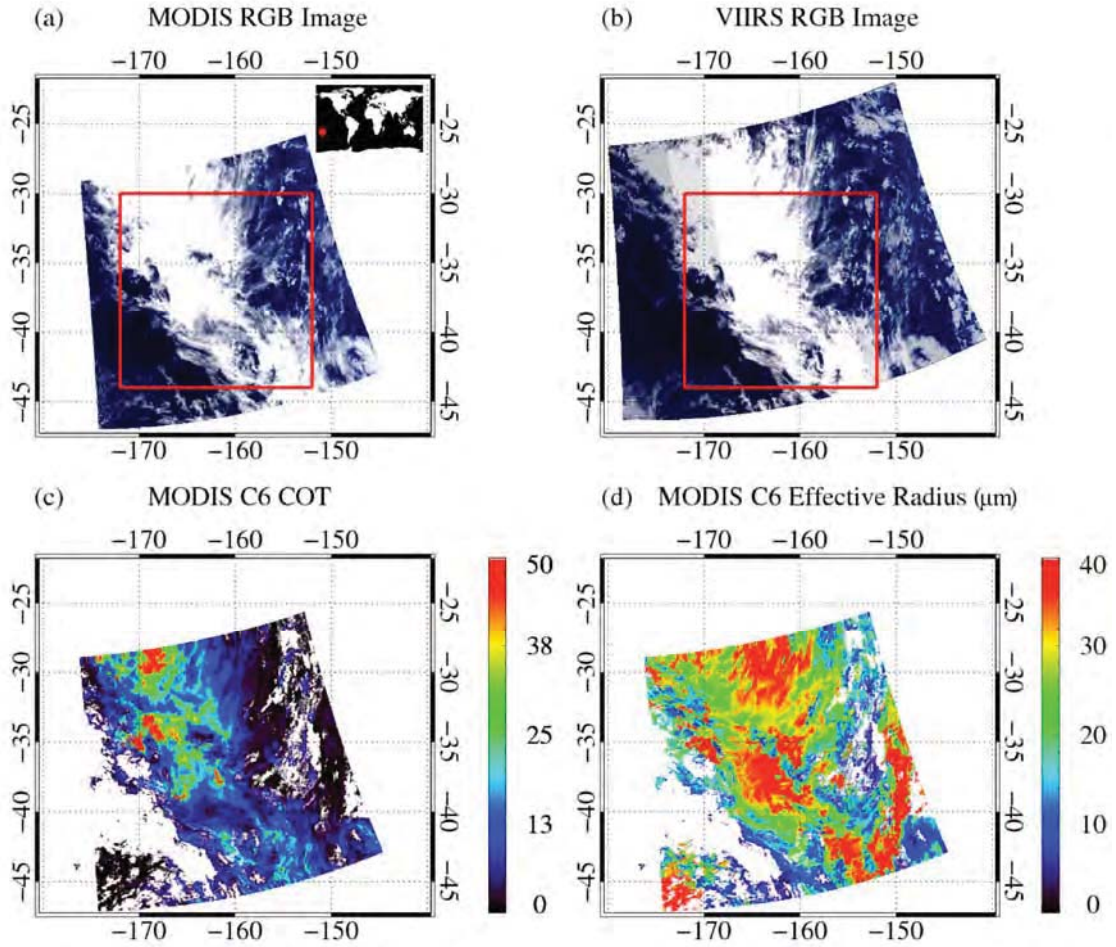 (a) MODIS RGB Image
(b) VIIRS RGB Image
−170 −160 −150
−170 −160 −150
−25 −30 −35 −40 −45
−25 −30 −35 −40 −45
−25 −30 −35 −40 −45
−25 −30 −35 −40 −45
−170 −160 −150
−170 −160 −150
(c) MODIS C6 COT
(d) MODIS C6 Effective Radius (μm)
−170 −160 −150
−170 −160 −150
−25 −30 −35 −40 −45
−25 −30 −35 −40 −45
50 38 25 13 0
−25 −30 −35 −40 −45
−25 −30 −35 −40 −45
40 30 20 10 0
−170 −160 −150
−170 −160 −150